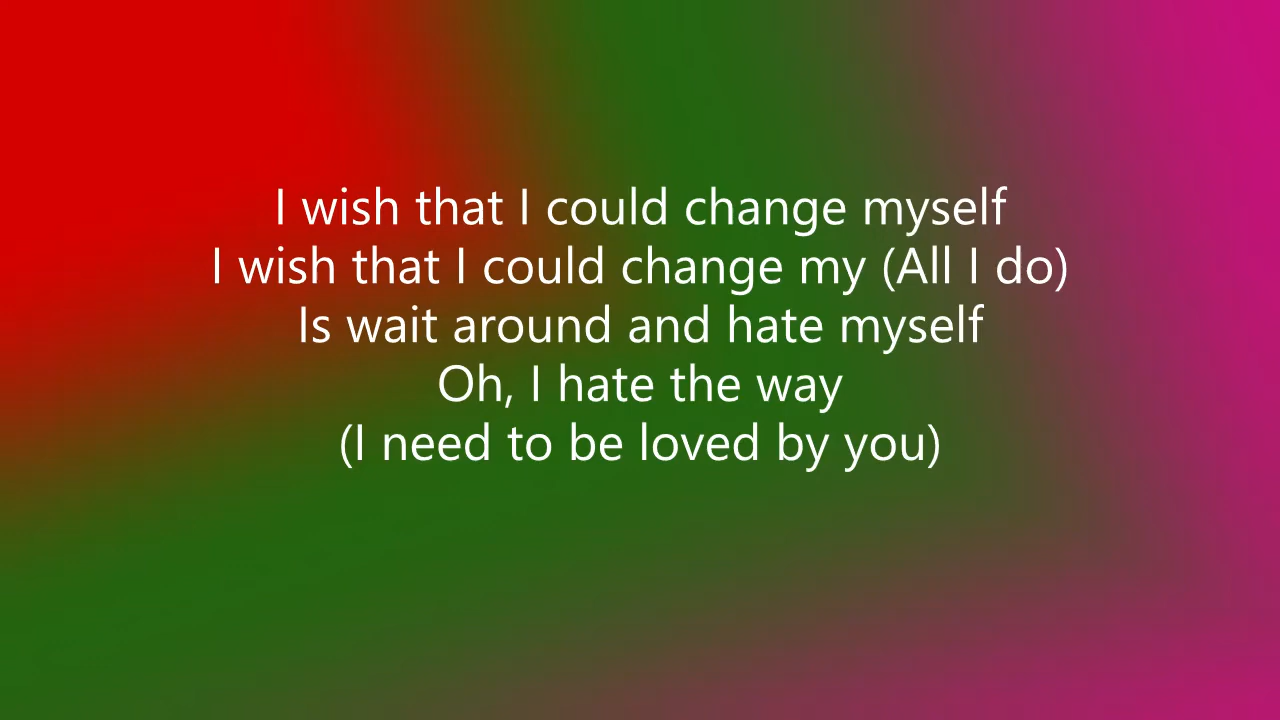 I wish that I could change myself
I wish that I could change my (All I do)
Is wait around and hate myself
Oh, I hate the way
(I need to be loved by you)